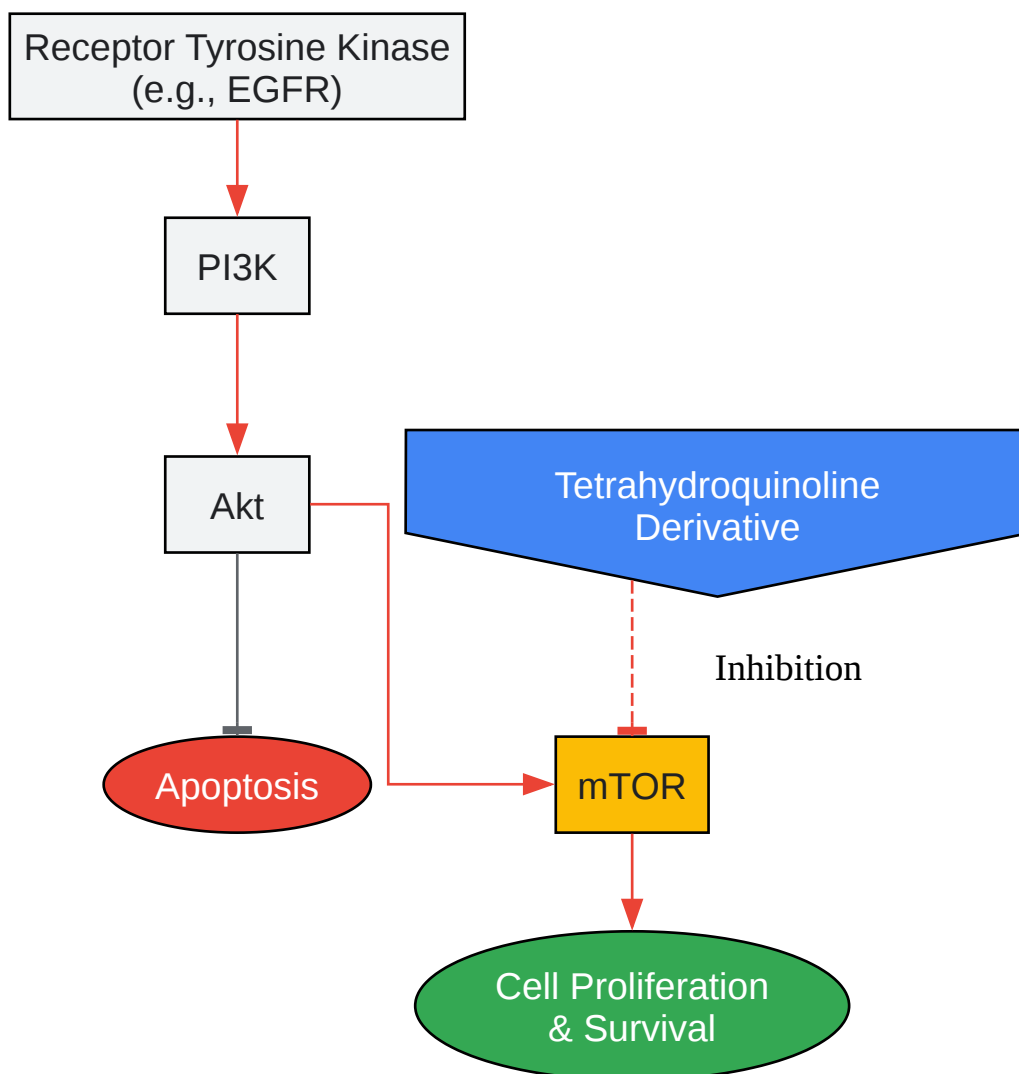 Receptor Tyrosine Kinase
(e.g., EGFR)
PI3K
Akt
Tetrahydroquinoline
Derivative
Inhibition
Apoptosis
mTOR
Cell Proliferation
& Survival